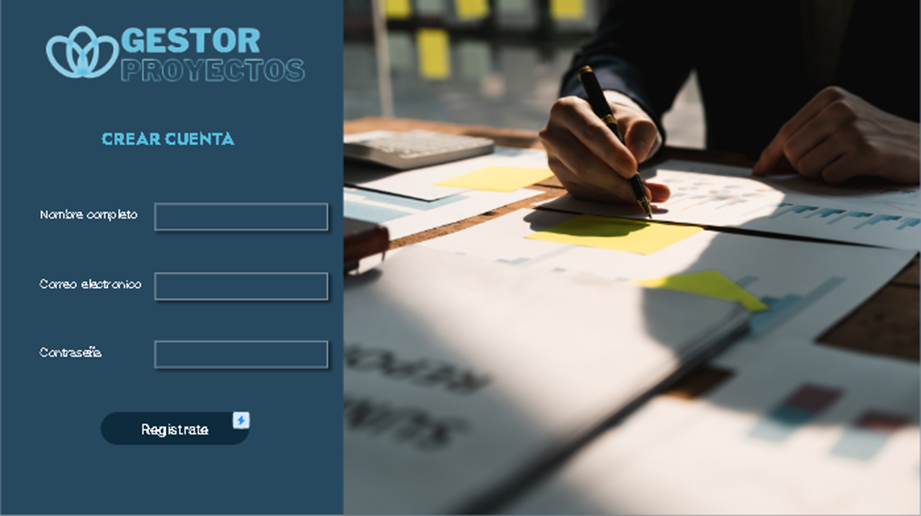 GESTOR
PROYECTOS
CREAR CUENTA
Nombre completo
Correo electronico
Contraseña
Registrate